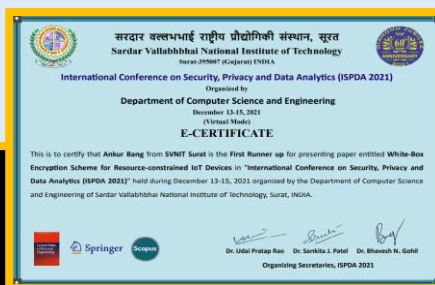 सरदार वल्लभभाई राष्ट्रीय प्रौद्योगिकी संस्थान, सूरत
Sardar Vallabhbhai National Institute of Technology
Surat-395007 (Gujarat) INDIA
International Conference on Security, Privacy and Data Analytics (ISPDA 2021)
Organized by
Department of Computer Science and Engineering
December 13-15, 2021
(Virtual Mode)
E-CERTIFICATE
This is to certify that Ankur Bang from SVNIT Surat is the First Runner up for presenting paper entitled White-Box
Encryption Scheme for Resource-constrained IoT Devices in "International Conference on Security, Privacy and
Data Analytics (ISPDA 2021)" held during December 13-15, 2021 organized by the Department of Computer Science
and Engineering of Sardar Vallabhbhai National Institute of Technology, Surat, INDIA.
Springer
Scopus
Dr. Udai Pratap Rao Dr. Sankita J. Patel Dr. Bhavesh N. Gohil
Organizing Secretaries, ISPDA 2021